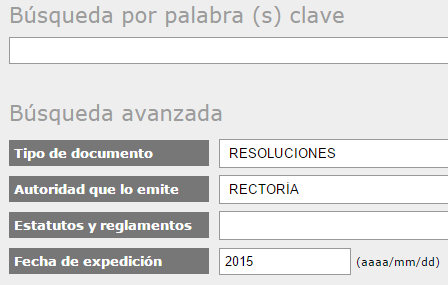 Búsqueda por palabra (s) clave
Búsqueda avanzada
Tipo de documento RESOLUCIONES
Autoridad que lo emite RECTORÍA
Estatutos y reglamentos
Fecha de expedición 2015 (aaaa/mm/dd)